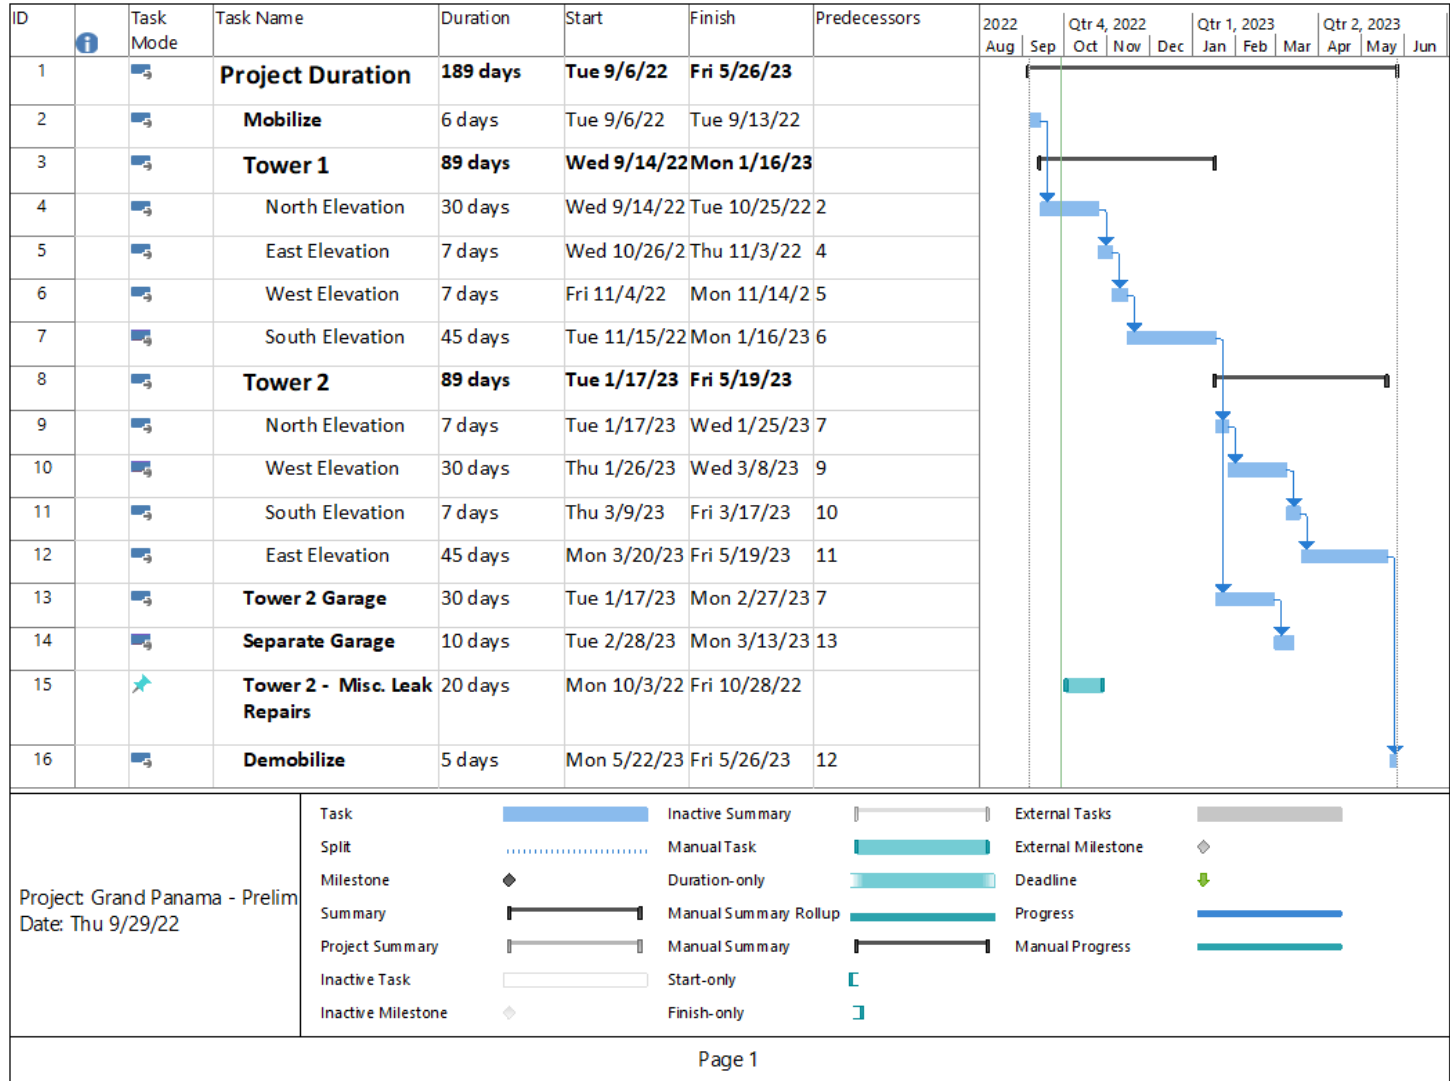 ID Task Mode Task Name Duration Start Finish Predecessors
2022 Qtr 4, 2022 Qtr 1, 2023 Qtr 2, 2023
Aug Sep Oct Nov Dec Jan Feb Mar Apr May Jun
1 Project Duration 189 days Tue 9/6/22 Fri 5/26/23
2 Mobilize 6 days Tue 9/6/22 Tue 9/13/22
3 Tower 1 89 days Wed 9/14/22 Mon 1/16/23
4 North Elevation 30 days Wed 9/14/22 Tue 10/25/22 2
5 East Elevation 7 days Wed 10/26/2 Thu 11/3/22 4
6 West Elevation 7 days Fri 11/4/22 Mon 11/14/2 5
7 South Elevation 45 days Tue 11/15/22 Mon 1/16/23 6
8 Tower 2 89 days Tue 1/17/23 Fri 5/19/23
9 North Elevation 7 days Tue 1/17/23 Wed 1/25/23 7
10 West Elevation 30 days Thu 1/26/23 Wed 3/8/23 9
11 South Elevation 7 days Thu 3/9/23 Fri 3/17/23 10
12 East Elevation 45 days Mon 3/20/23 Fri 5/19/23 11
13 Tower 2 Garage 30 days Tue 1/17/23 Mon 2/27/23 7
14 Separate Garage 10 days Tue 2/28/23 Mon 3/13/23 13
15 Tower 2 - Misc. Leak 20 days Mon 10/3/22 Fri 10/28/22
Repairs
16 Demobilize 5 days Mon 5/22/23 Fri 5/26/23 12
Project: Grand Panama - Prelim
Date: Thu 9/29/22
Task Inactive Summary External Tasks
Split Manual Task External Milestone
Milestone Duration-only Deadline
Summary Manual Summary Rollup Progress
Project Summary Manual Summary Manual Progress
Inactive Task Start-only
Inactive Milestone Finish-only
Page 1